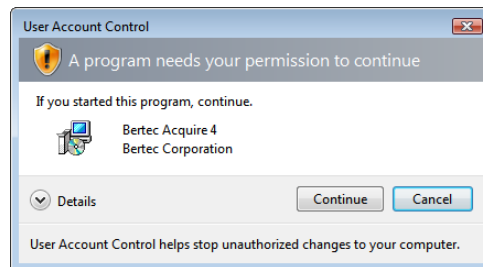 User Account Control
A program needs your permission to continue
If you started this program, continue.
Bertec Acquire 4
Bertec Corporation
Details
Continue
Cancel
User Account Control helps stop unauthorized changes to your computer.